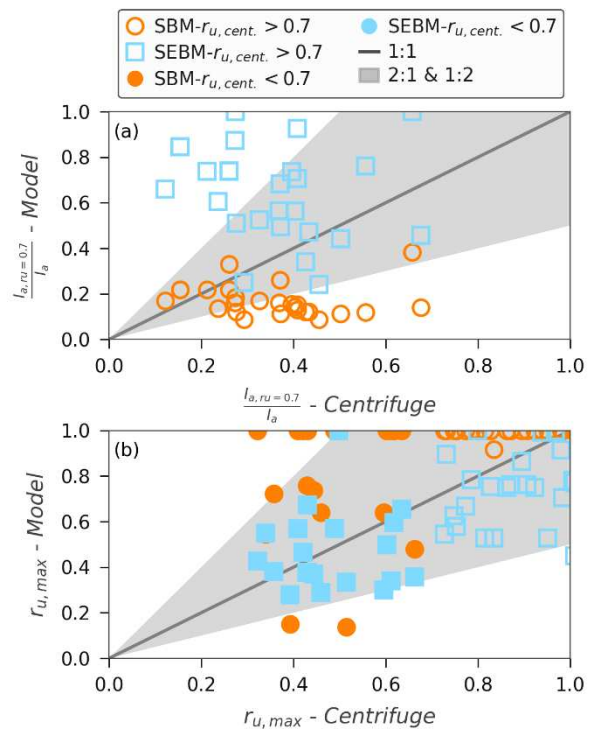 SBM-r_{u,cent.} > 0.7
SEBM-r_{u,cent.} > 0.7
SBM-r_{u,cent.} < 0.7
SEBM-r_{u,cent.} < 0.7
1:1
2:1 & 1:2
(a)
1.0
0.8
0.6
0.4
0.2
0.0
I_{a,ru=0.7}/I_a - Model
0.0 0.2 0.4 0.6 0.8 1.0
I_{a,ru=0.7}/I_a - Centrifuge
(b)
1.0
0.8
0.6
0.4
0.2
0.0
r_{u,max} - Model
0.0 0.2 0.4 0.6 0.8 1.0
r_{u,max} - Centrifuge